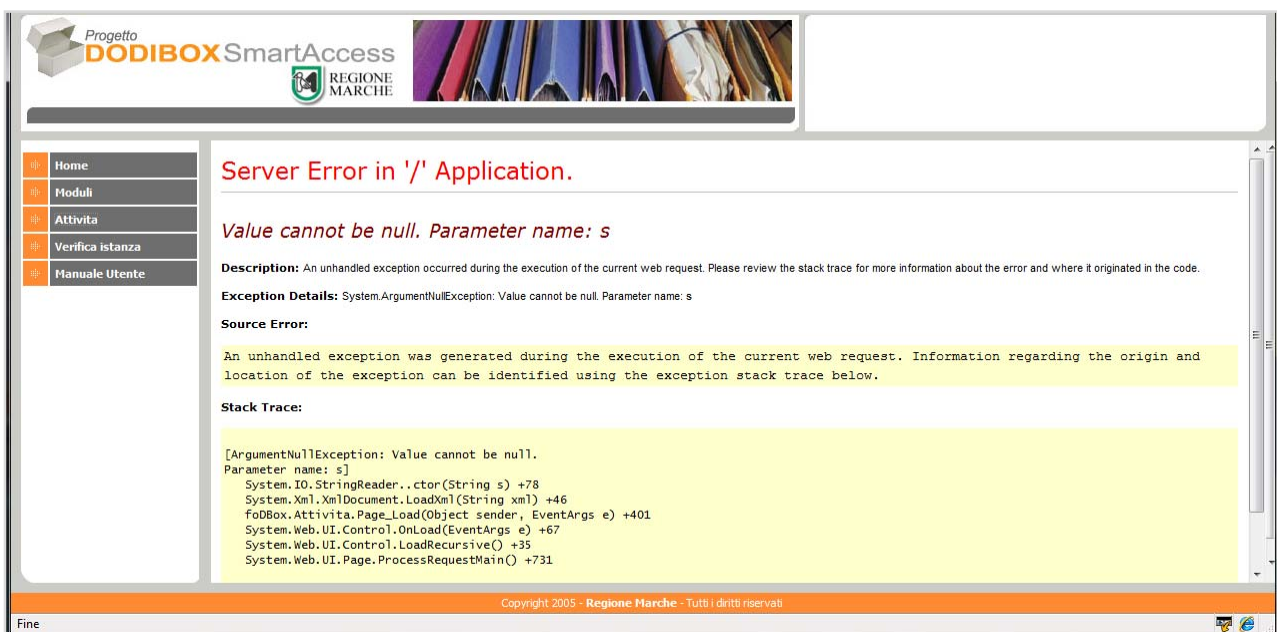 Progetto
DODIBOX SmartAccess
REGIONE
MARCHE
Home
Moduli
Attivita
Verifica istanza
Manuale Utente
Server Error in '/' Application.
Value cannot be null. Parameter name: s
Description: An unhandled exception occurred during the execution of the current web request. Please review the stack trace for more information about the error and where it originated in the code.
Exception Details: System.ArgumentNullException: Value cannot be null. Parameter name: s
Source Error:
An unhandled exception was generated during the execution of the current web request. Information regarding the origin and
location of the exception can be identified using the exception stack trace below.
Stack Trace:
[ArgumentNullException: Value cannot be null.
Parameter name: s]
System.IO.StringReader..ctor(String s) +78
System.Xml.XmlDocument.LoadXml(String xml) +46
foDBox.Attivita.Page_Load(Object sender, EventArgs e) +401
System.Web.UI.Control.OnLoad(EventArgs e) +67
System.Web.UI.Control.LoadRecursive() +35
System.Web.UI.Page.ProcessRequestMain() +731
Copyright 2005 - Regione Marche - Tutti i diritti riservati
Fine